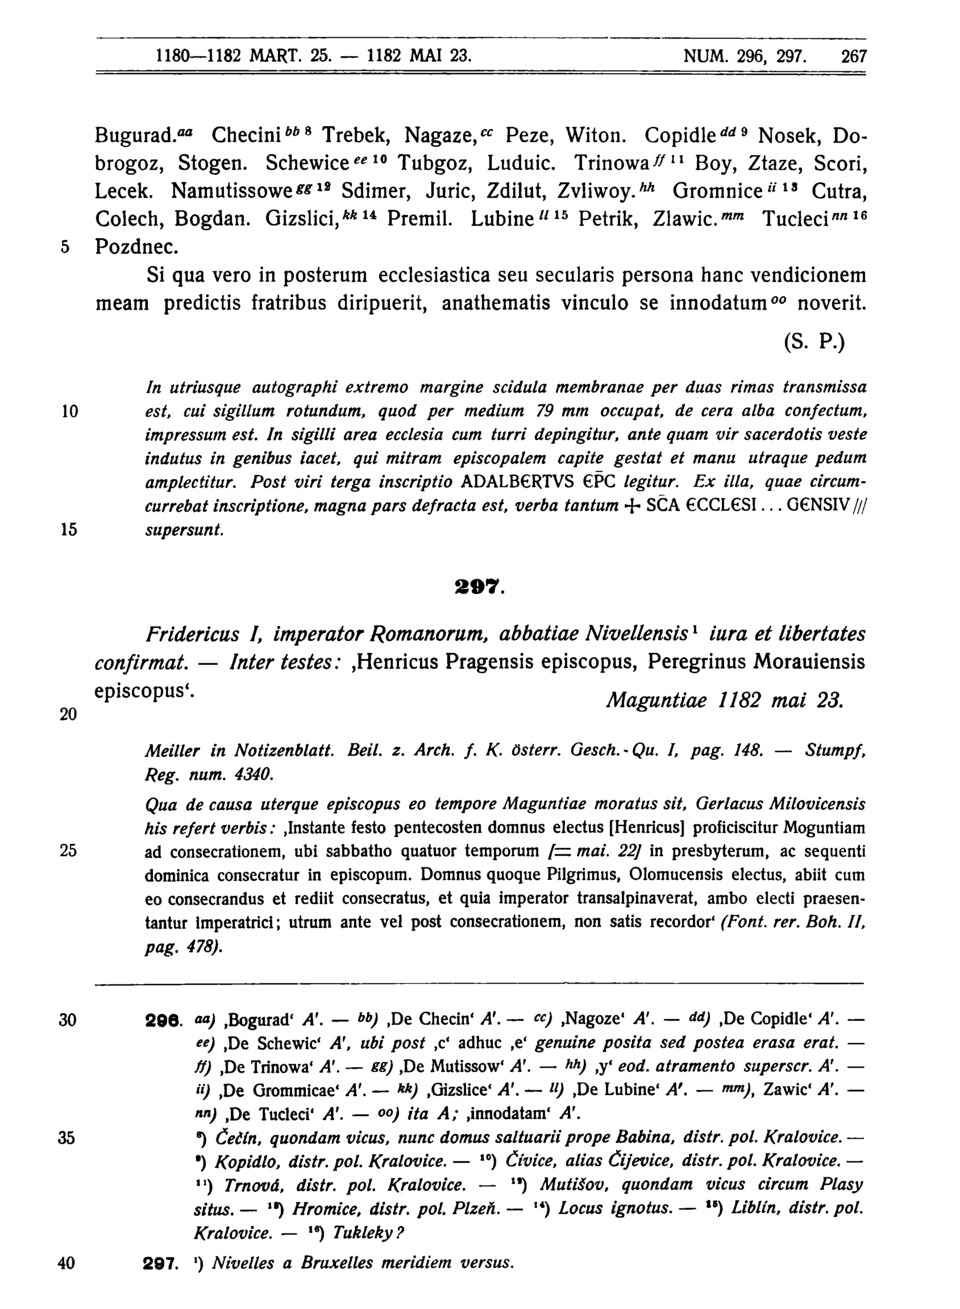 1180—1182 MART. 25. — 1182 MAI 23. NUM. 296, 297. 267
Bugurad.ᵃᵃ Checini ᵇᵇ ⁸ Trebek, Nagaze,ᶜᶜ Peze, Witon. Copidle ᵈᵈ ⁹ Nosek, Do-
brogoz, Stogen. Schewice ᵉᵉ ¹⁰ Tubgoz, Luduic. Trinowa ᶠᶠ ¹¹ Boy, Ztaze, Scori,
Lecek. Namutissowe ᵍᵍ ¹² Sdimer, Juric, Zdilut, Zvliwoy.ʰʰ Gromnice ⁱⁱ ¹³ Cutra,
Colech, Bogdan. Gizslici,ᵏᵏ ¹⁴ Premil. Lubine ˡˡ ¹⁵ Petrik, Zlawic.ᵐᵐ Tucleci ⁿⁿ ¹⁶
5 Pozdnec.
Si qua vero in posterum ecclesiastica seu secularis persona hanc vendicionem
meam predictis fratribus diripuerit, anathematis vinculo se innodatum ᵒᵒ noverit.
(S. P.)
In utriusque autographi extremo margine scidula membranae per duas rimas transmissa
10 est, cui sigillum rotundum, quod per medium 79 mm occupat, de cera alba confectum,
impressum est. In sigilli area ecclesia cum turri depingitur, ante quam vir sacerdotis veste
indutus in genibus iacet, qui mitram episcopalem capite gestat et manu utraque pedum
amplectitur. Post viri terga inscriptio ADALBЄRTVS ЄP̄C legitur. Ex illa, quae circum-
currebat inscriptione, magna pars defracta est, verba tantum + SC̄A ЄCCLЄSI . . . GЄNSIV ///
15 supersunt.
297.
Fridericus I, imperator Romanorum, abbatiae Nivellensis ¹ iura et libertates
confirmat. — Inter testes: ‚Henricus Pragensis episcopus, Peregrinus Morauiensis
episcopus‘. Maguntiae 1182 mai 23.
20
Meiller in Notizenblatt. Beil. z. Arch. f. K. österr. Gesch.-Qu. I, pag. 148. — Stumpf,
Reg. num. 4340.
Qua de causa uterque episcopus eo tempore Maguntiae moratus sit, Gerlacus Milovicensis
his refert verbis: ‚Instante festo pentecosten domnus electus [Henricus] proficiscitur Moguntiam
25 ad consecrationem, ubi sabbatho quatuor temporum [= mai. 22] in presbyterum, ac sequenti
dominica consecratur in episcopum. Domnus quoque Pilgrimus, Olomucensis electus, abiit cum
eo consecrandus et rediit consecratus, et quia imperator transalpinaverat, ambo electi praesen-
tantur imperatrici; utrum ante vel post consecrationem, non satis recordor‘ (Font. rer. Boh. II,
pag. 478).
30 296. aa) ‚Bogurad‘ A′. — bb) ‚De Checin‘ A′. — cc) ‚Nagoze‘ A′. — dd) ‚De Copidle‘ A′. —
ee) ‚De Schewic‘ A′, ubi post ‚c‘ adhuc ‚e‘ genuine posita sed postea erasa erat. —
ff) ‚De Trinowa‘ A′. — gg) ‚De Mutissow‘ A′. — hh) ‚y‘ eod. atramento superscr. A′. —
ii) ‚De Grommicae‘ A′. — kk) ‚Gizslice‘ A′. — ll) ‚De Lubine‘ A′. — mm), Zawic‘ A′. —
nn) ‚De Tucleci‘ A′. — oo) ita A; ‚innodatam‘ A′.
35 ⁸) Čečín, quondam vicus, nunc domus saltuarii prope Babina, distr. pol. Kralovice. —
⁹) Kopidlo, distr. pol. Kralovice. — ¹⁰) Čívice, alias Čijevice, distr. pol. Kralovice. —
¹¹) Trnová, distr. pol. Kralovice. — ¹²) Mutišov, quondam vicus circum Plasy
situs. — ¹³) Hromice, distr. pol. Plzeň. — ¹⁴) Locus ignotus. — ¹⁵) Liblín, distr. pol.
Kralovice. — ¹⁶) Tukleky?
40 297. ¹) Nivelles a Bruxelles meridiem versus.